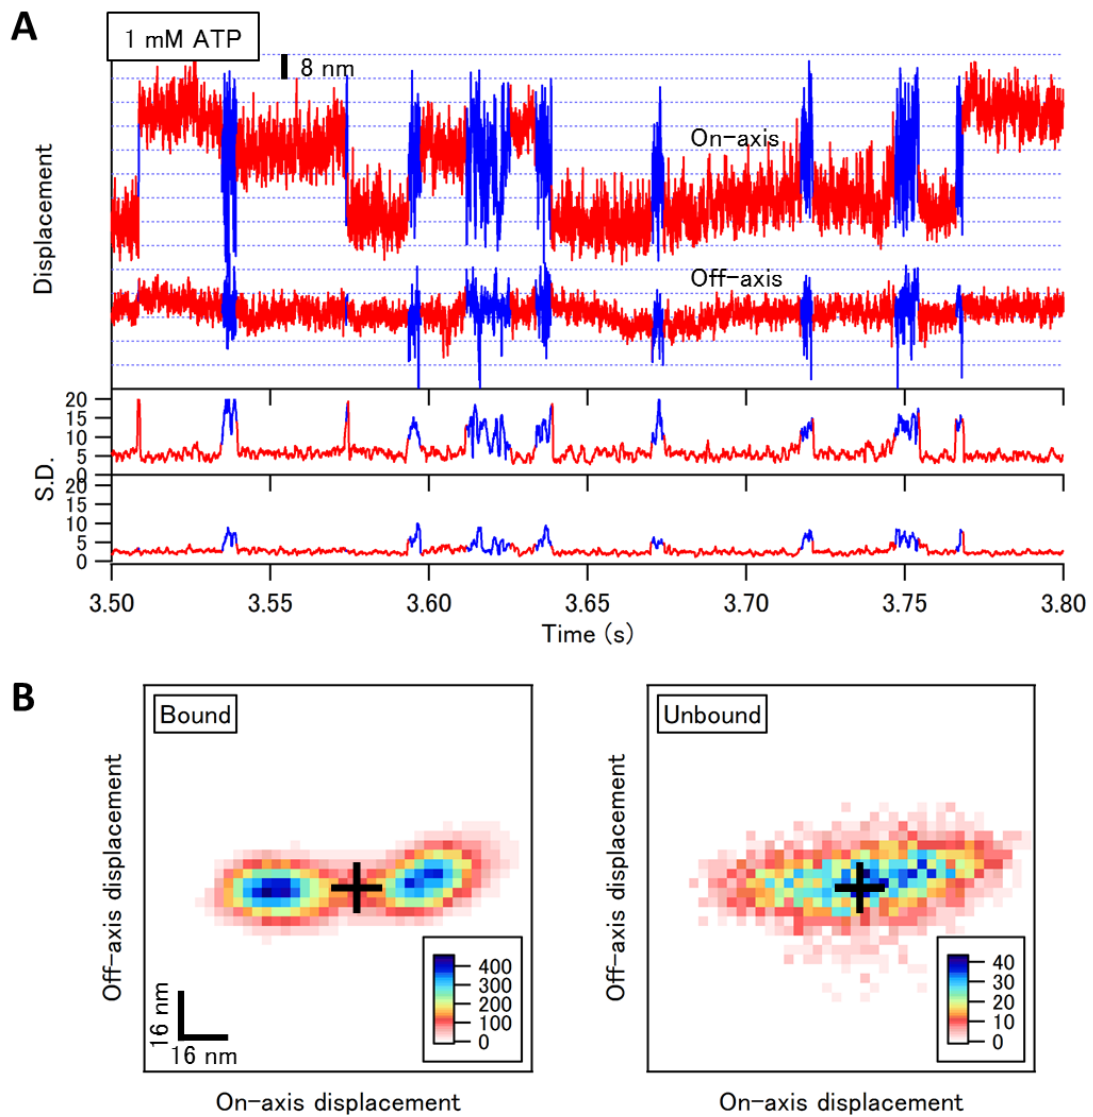 A
1 mM ATP
8 nm
On-axis
Displacement
Off-axis
20
15
10
5
0
S.D.
20
15
10
5
0
3.50 3.55 3.60 3.65 3.70 3.75 3.80
Time (s)
B
Bound
Unbound
Off-axis displacement
Off-axis displacement
16 nm
16 nm
400
300
200
100
0
40
30
20
10
0
On-axis displacement
On-axis displacement